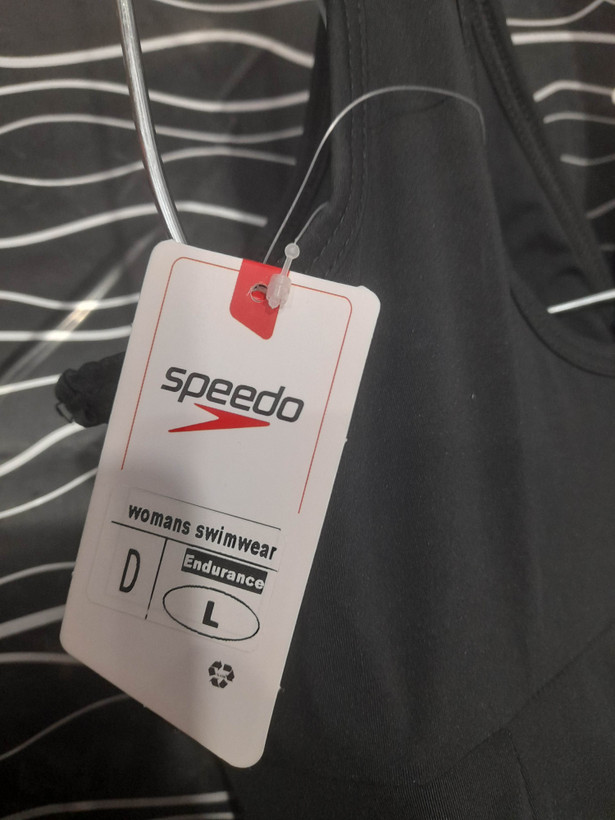 speedo
womans swimwear
D
Endurance
L